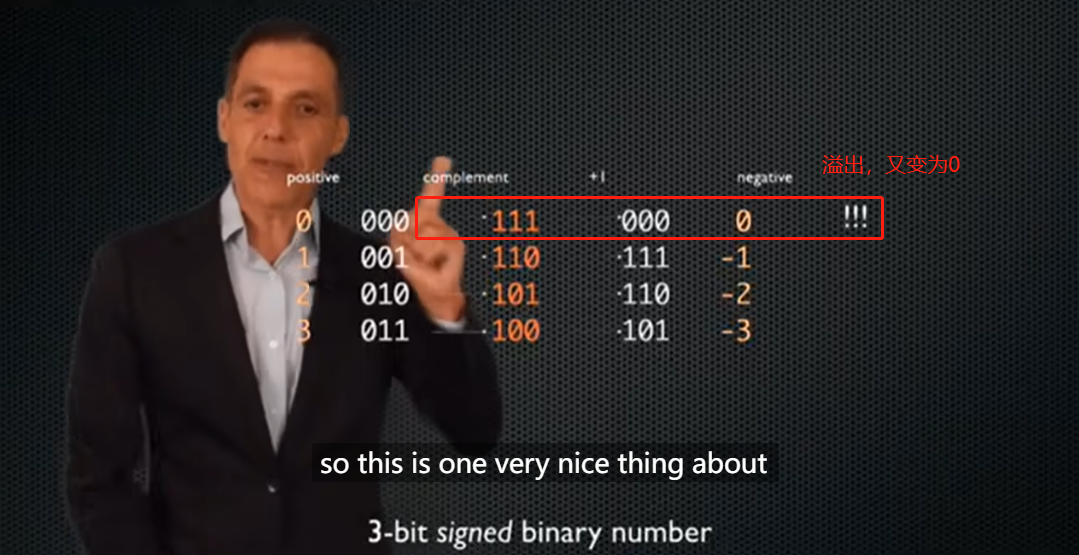 溢出，又变为0
positive complement +1 negative
0 000 111 000 0 !!!
1 001 110 111 -1
2 010 101 110 -2
3 011 100 101 -3
so this is one very nice thing about
3-bit signed binary number